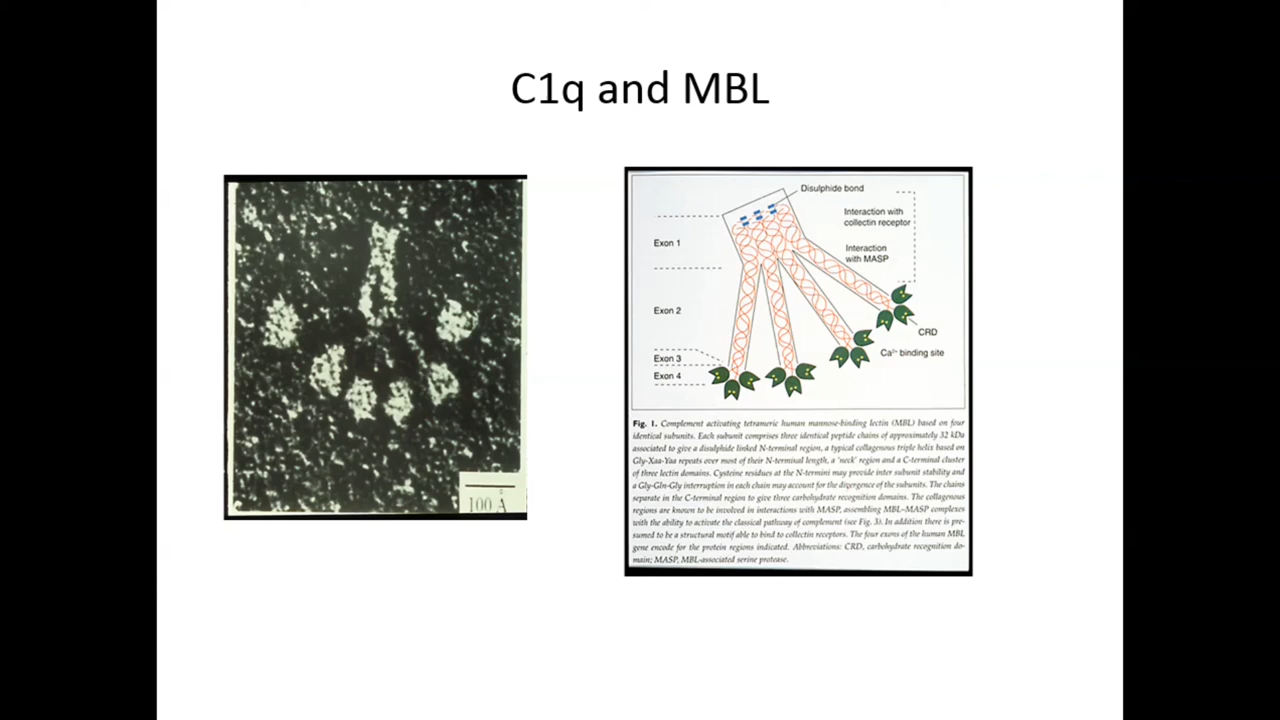 C1q and MBL
100 Å
Disulphide bond
Interaction with
collectin receptor
Interaction
with MASP
Exon 1
Exon 2
Exon 3
Exon 4
CRD
Ca²⁺ binding site
Fig. 1. Complement activating tetrameric human mannose-binding lectin (MBL) based on four
identical subunits. Each subunit comprises three identical peptide chains of approximately 32 kDa
associated to give a disulphide linked N-terminal region, a typical collagenous triple helix based on
Gly-Xaa-Yaa repeats over most of their N-terminal length, a 'neck' region and a C-terminal cluster
of three lectin domains. Cysteine residues at the N-termini may provide inter subunit stability and
a Gly-Gln-Gly interruption in each chain may account for the divergence of the subunits. The chains
separate in the C-terminal region to give three carbohydrate recognition domains. The collagenous
regions are known to be involved in interactions with MASP, assembling MBL–MASP complexes
with the ability to activate the classical pathway of complement (see Fig. 3). In addition there is pre-
sumed to be a structural motif able to bind to collectin receptors. The four exons of the human MBL
gene encode for the protein regions indicated. Abbreviations: CRD, carbohydrate recognition do-
main; MASP, MBL-associated serine protease.